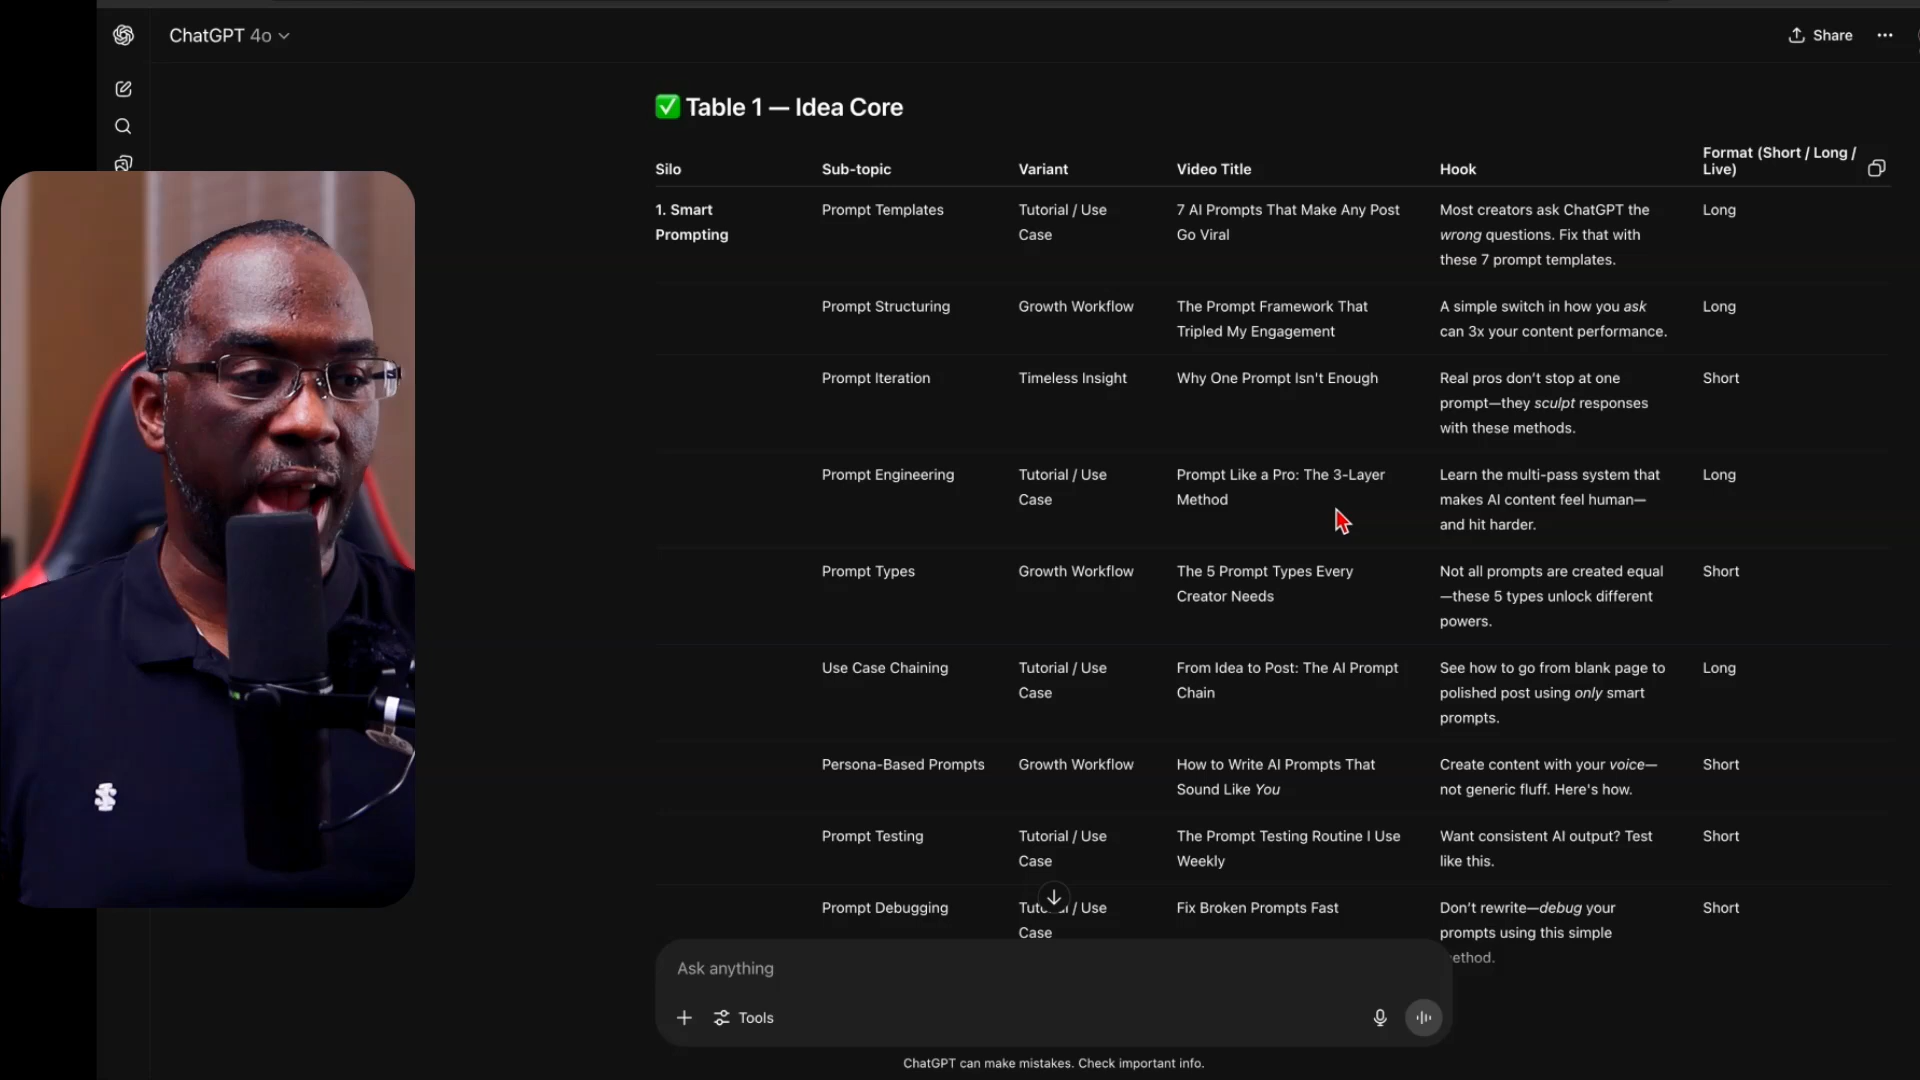 ChatGPT 4o
Share
✅ Table 1 — Idea Core
Silo
Sub-topic
Variant
Video Title
Hook
Format (Short / Long /
Live)
1. Smart
Prompting
Prompt Templates
Tutorial / Use
Case
7 AI Prompts That Make Any Post
Go Viral
Most creators ask ChatGPT the
wrong questions. Fix that with
these 7 prompt templates.
Long
Prompt Structuring
Growth Workflow
The Prompt Framework That
Tripled My Engagement
A simple switch in how you ask
can 3x your content performance.
Long
Prompt Iteration
Timeless Insight
Why One Prompt Isn't Enough
Real pros don’t stop at one
prompt—they sculpt responses
with these methods.
Short
Prompt Engineering
Tutorial / Use
Case
Prompt Like a Pro: The 3-Layer
Method
Learn the multi-pass system that
makes AI content feel human—
and hit harder.
Long
Prompt Types
Growth Workflow
The 5 Prompt Types Every
Creator Needs
Not all prompts are created equal
—these 5 types unlock different
powers.
Short
Use Case Chaining
Tutorial / Use
Case
From Idea to Post: The AI Prompt
Chain
See how to go from blank page to
polished post using only smart
prompts.
Long
Persona-Based Prompts
Growth Workflow
How to Write AI Prompts That
Sound Like You
Create content with your voice—
not generic fluff. Here's how.
Short
Prompt Testing
Tutorial / Use
Case
The Prompt Testing Routine I Use
Weekly
Want consistent AI output? Test
like this.
Short
Prompt Debugging
Tutorial / Use
Case
Fix Broken Prompts Fast
Don’t rewrite—debug your
prompts using this simple
method.
Short
Ask anything
Tools
ChatGPT can make mistakes. Check important info.